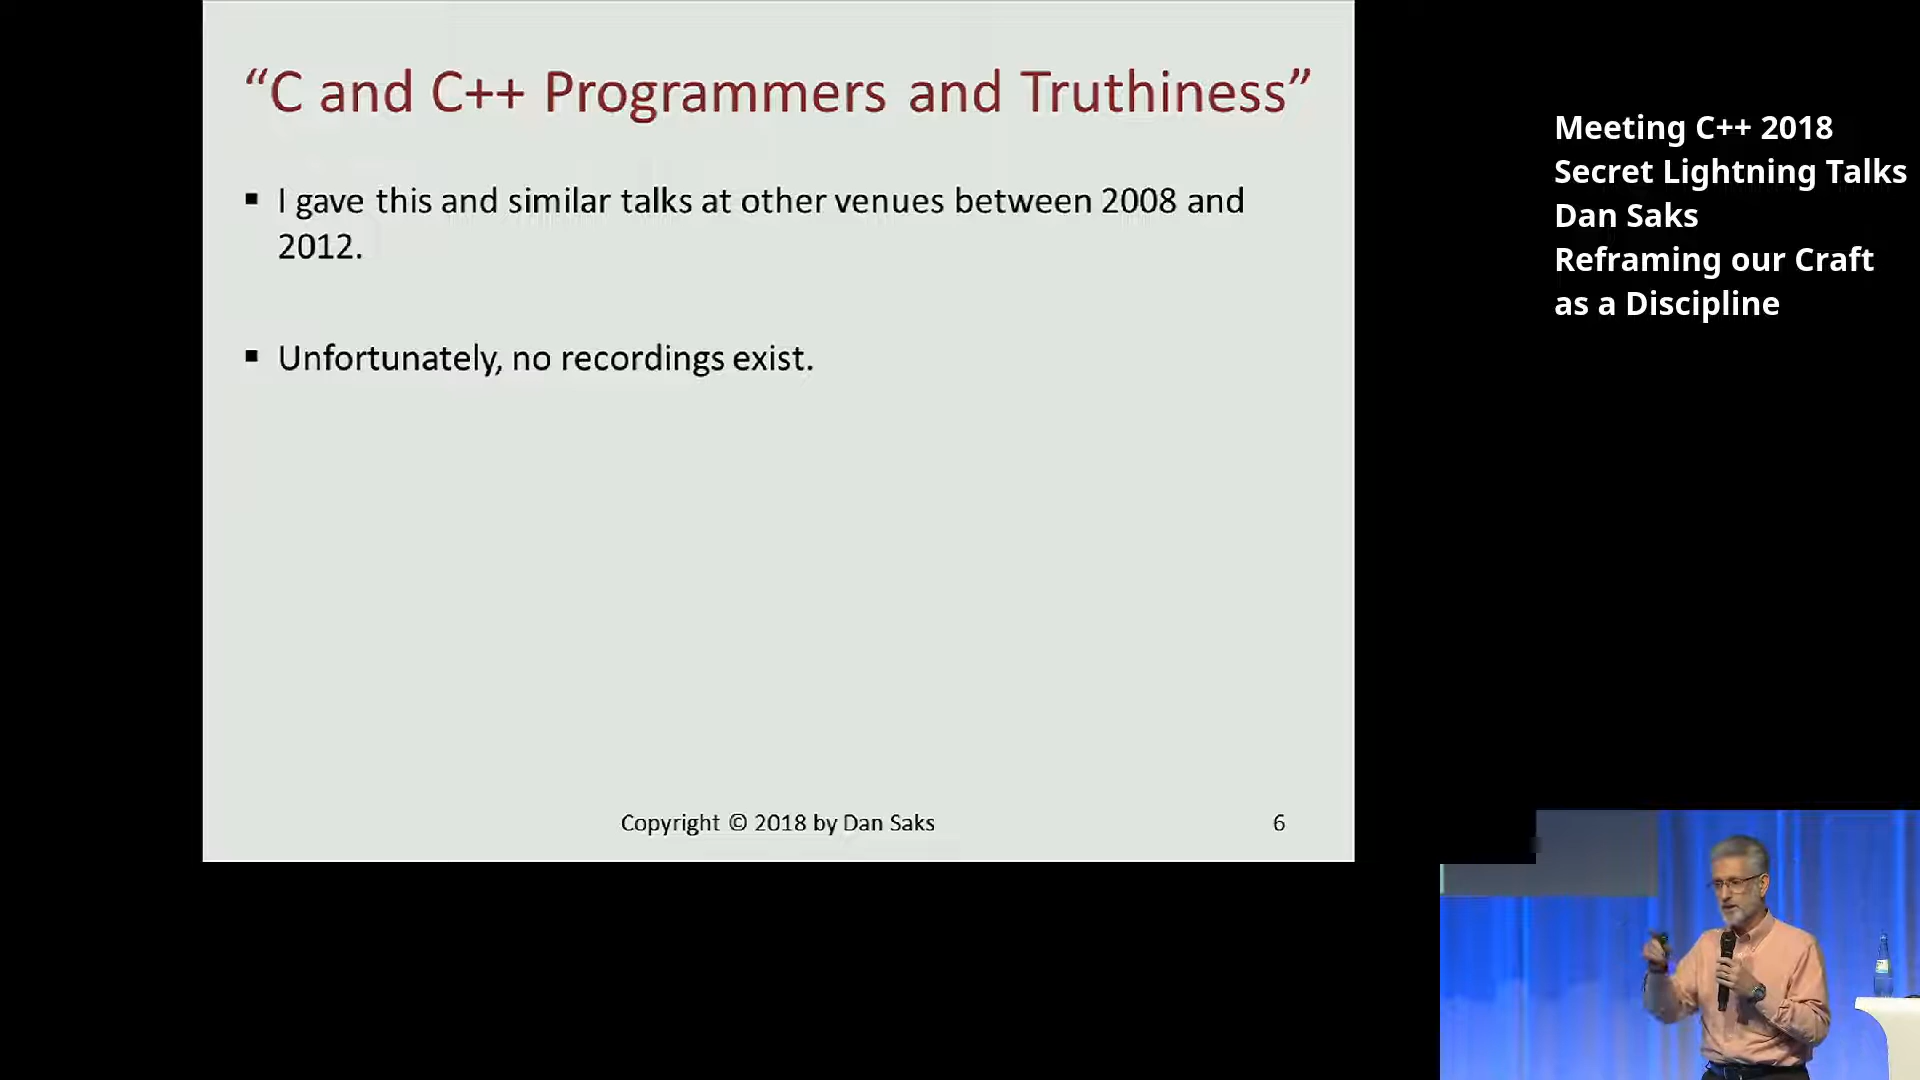 “C and C++ Programmers and Truthiness”
▪ I gave this and similar talks at other venues between 2008 and
2012.
▪ Unfortunately, no recordings exist.
Copyright © 2018 by Dan Saks
6
Meeting C++ 2018
Secret Lightning Talks
Dan Saks
Reframing our Craft
as a Discipline